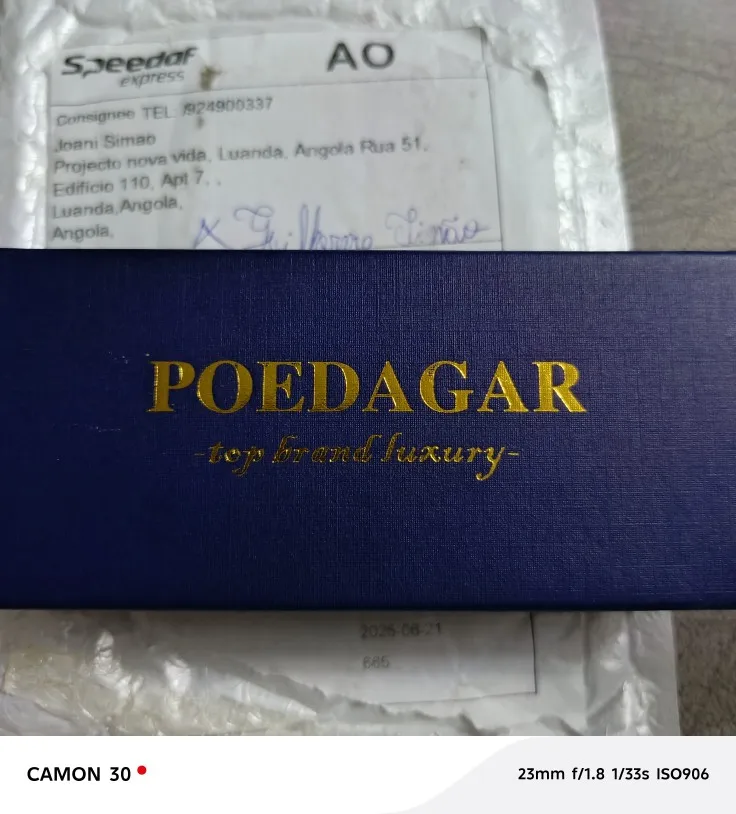 Speedaf
express
AO
Consignee TEL: /924900337
Joani Simao
Projecto nova vida, Luanda, Angola Rua 51,
Edificio 110, Apt 7, ,
Luanda,Angola,
Angola,
X Guilherme Simão
POEDAGAR
-top brand luxury-
2025-06-21
665
CAMON 30
23mm f/1.8 1/33s ISO906